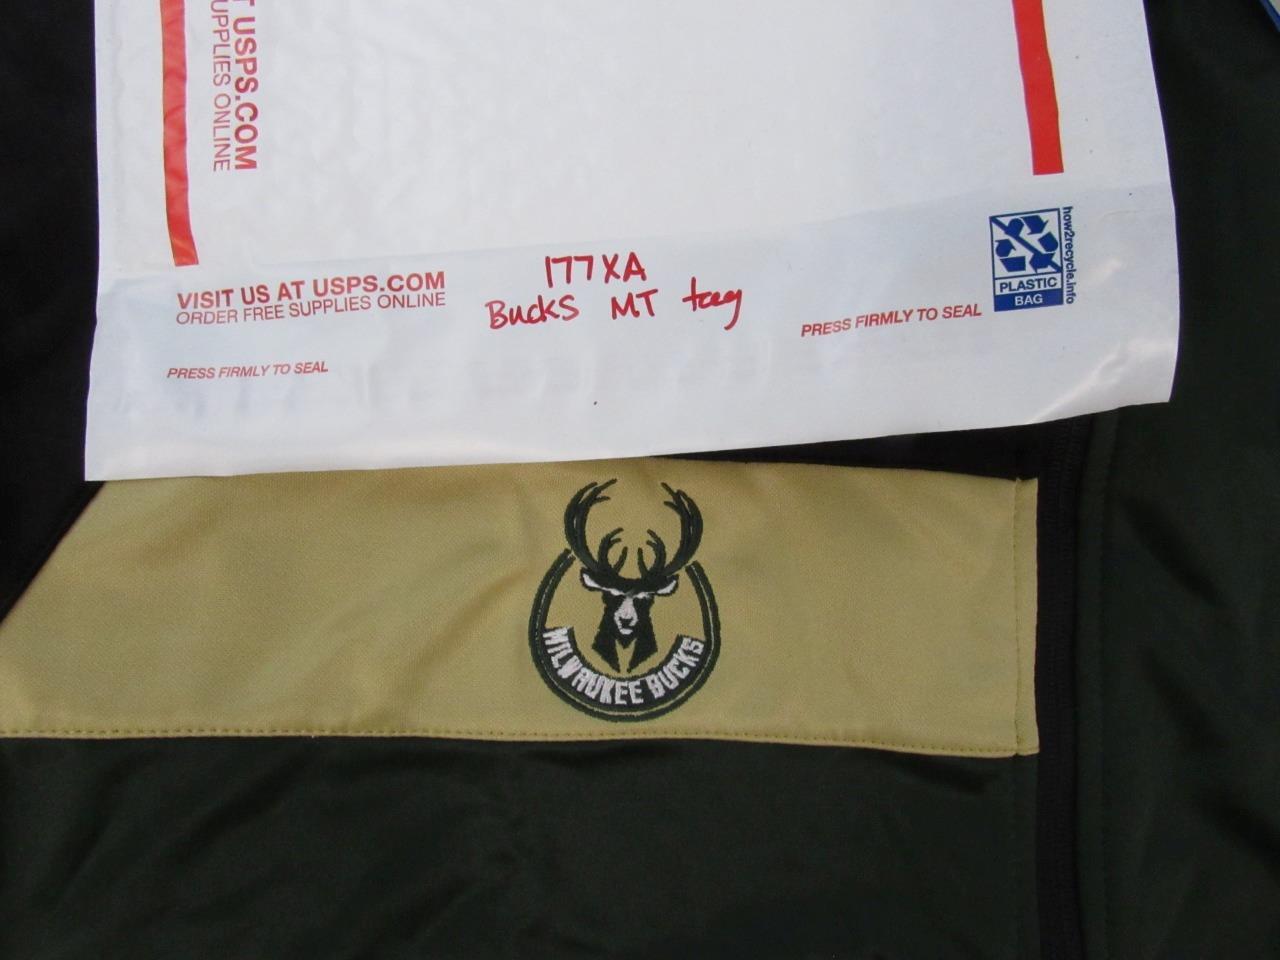 T USPS.COM
UPPLIES ONLINE
VISIT US AT USPS.COM
ORDER FREE SUPPLIES ONLINE
PRESS FIRMLY TO SEAL
177XA
Bucks MT tag
PRESS FIRMLY TO SEAL
PLASTIC
BAG
how2recycle.info
MILWAUKEE BUCKS